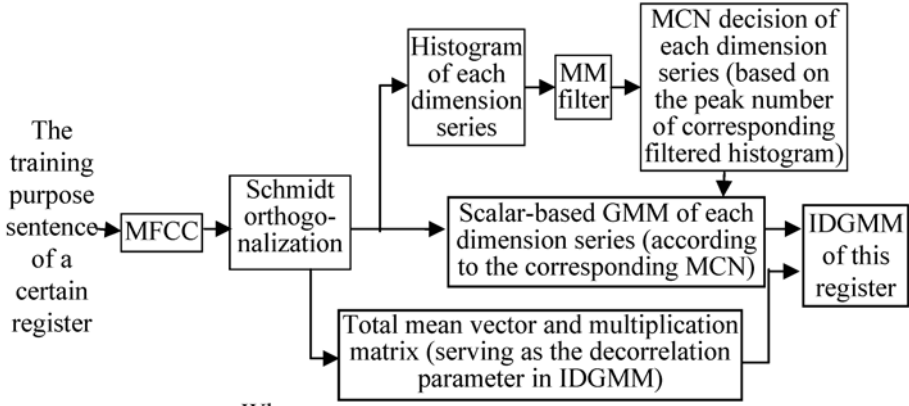 The
training
purpose
sentence
of a
certain
register
MFCC
Schmidt
orthogo-
nalization
Histogram
of each
dimension
series
MM
filter
MCN decision of
each dimension
series (based on
the peak number
of corresponding
filtered histogram)
Scalar-based GMM of each
dimension series (according
to the corresponding MCN)
Total mean vector and multiplication
matrix (serving as the decorrelation
parameter in IDGMM)
IDGMM
of this
register